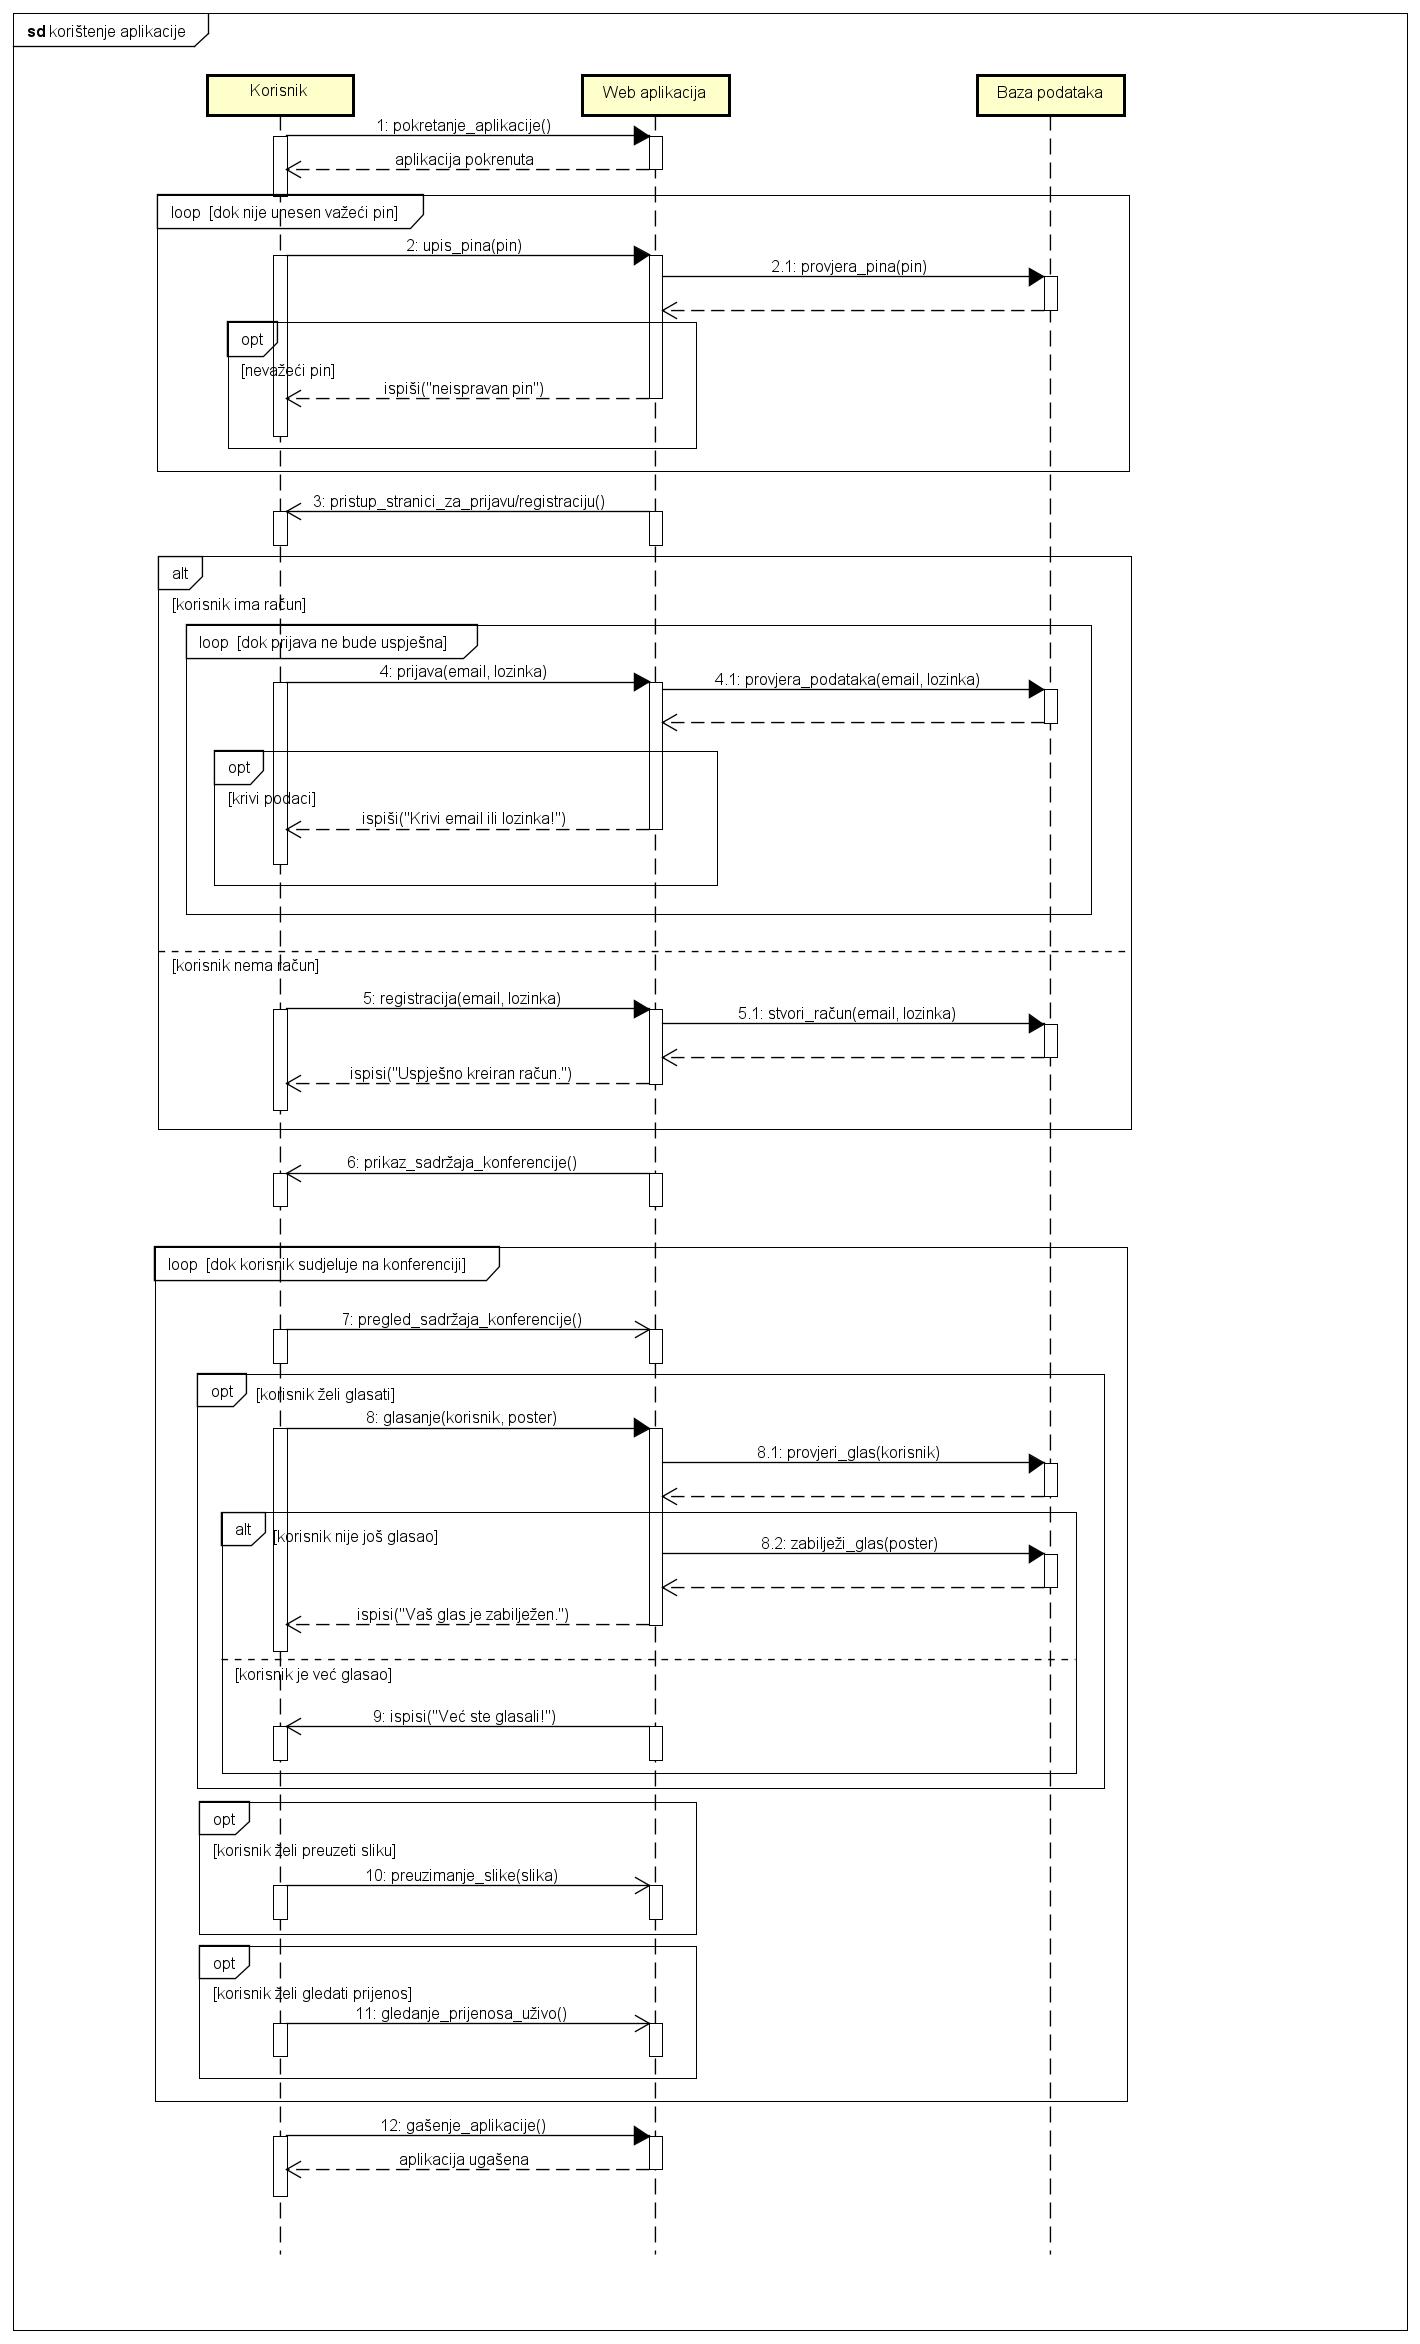 sd korištenje aplikacije
Korisnik
Web aplikacija
Baza podataka
1: pokretanje_aplikacije()
aplikacija pokrenuta
loop [dok nije unesen važeći pin]
2: upis_pina(pin)
2.1: provjera_pina(pin)
opt
[nevažeći pin]
ispiši("neispravan pin")
3: pristup_stranici_za_prijavu/registraciju()
alt
[korisnik ima račun]
loop [dok prijava ne bude uspješna]
4: prijava(email, lozinka)
4.1: provjera_podataka(email, lozinka)
opt
[krivi podaci]
ispiši("Krivi email ili lozinka!")
[korisnik nema račun]
5: registracija(email, lozinka)
5.1: stvori_račun(email, lozinka)
ispisi("Uspješno kreiran račun.")
6: prikaz_sadržaja_konferencije()
loop [dok korisnik sudjeluje na konferenciji]
7: pregled_sadržaja_konferencije()
opt
[korisnik želi glasati]
8: glasanje(korisnik, poster)
8.1: provjeri_glas(korisnik)
alt
[korisnik nije još glasao]
8.2: zabilježi_glas(poster)
ispisi("Vaš glas je zabilježen.")
[korisnik je već glasao]
9: ispisi("Već ste glasali!")
opt
[korisnik želi preuzeti sliku]
10: preuzimanje_slike(slika)
opt
[korisnik želi gledati prijenos]
11: gledanje_prijenosa_uživo()
12: gašenje_aplikacije()
aplikacija ugašena